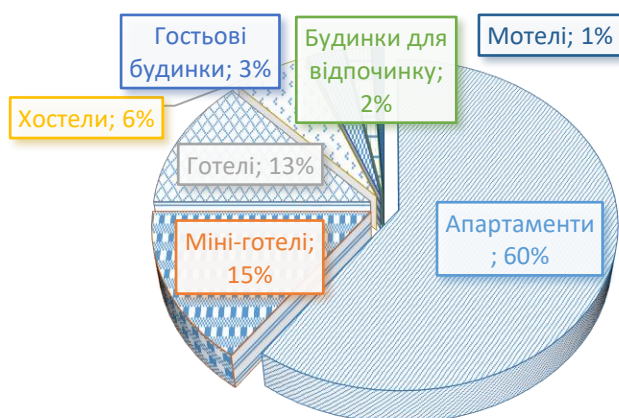 Гостьові
будинки; 3%
Будинки для
відпочинку;
2%
Мотелі; 1%
Хостели; 6%
Готелі; 13%
Міні-готелі;
15%
Апартаменти
; 60%